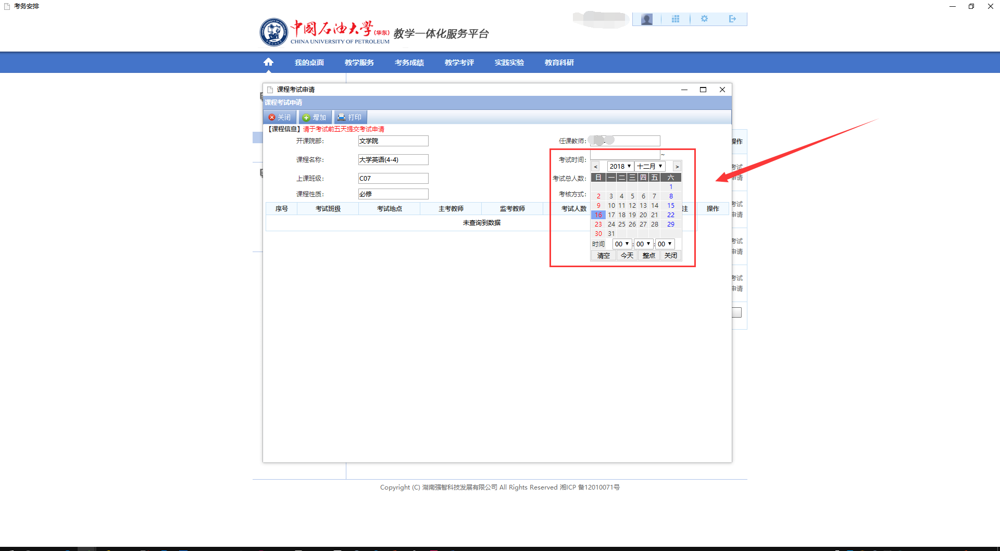 考务安排
中国石油大学(华东) 教学一体化服务平台
CHINA UNIVERSITY OF PETROLEUM
我的桌面 教学服务 考务成绩 教学考评 实践实验 教育科研
课程考试申请
课程考试申请
关闭 增加 打印
【课程信息】请于考试前五天提交考试申请
开课院部: 文学院 任课教师:
课程名称: 大学英语(4-4) 考试时间: ~
上课班级: C07 考试总人数:
课程性质: 必修 考核方式:
序号 考试班级 考试地点 主考教师 监考教师 考试人数 注 操作
未查询到数据
< 2018 十二月 >
日 一 二 三 四 五 六
1
2 3 4 5 6 7 8
9 10 11 12 13 14 15
16 17 18 19 20 21 22
23 24 25 26 27 28 29
30 31
时间 00 : 00 : 00
清空 今天 整点 关闭
操作
考试
申请
考试
申请
考试
申请
考试
申请
Copyright (C) 湖南强智科技发展有限公司 All Rights Reserved 湘ICP 备12010071号